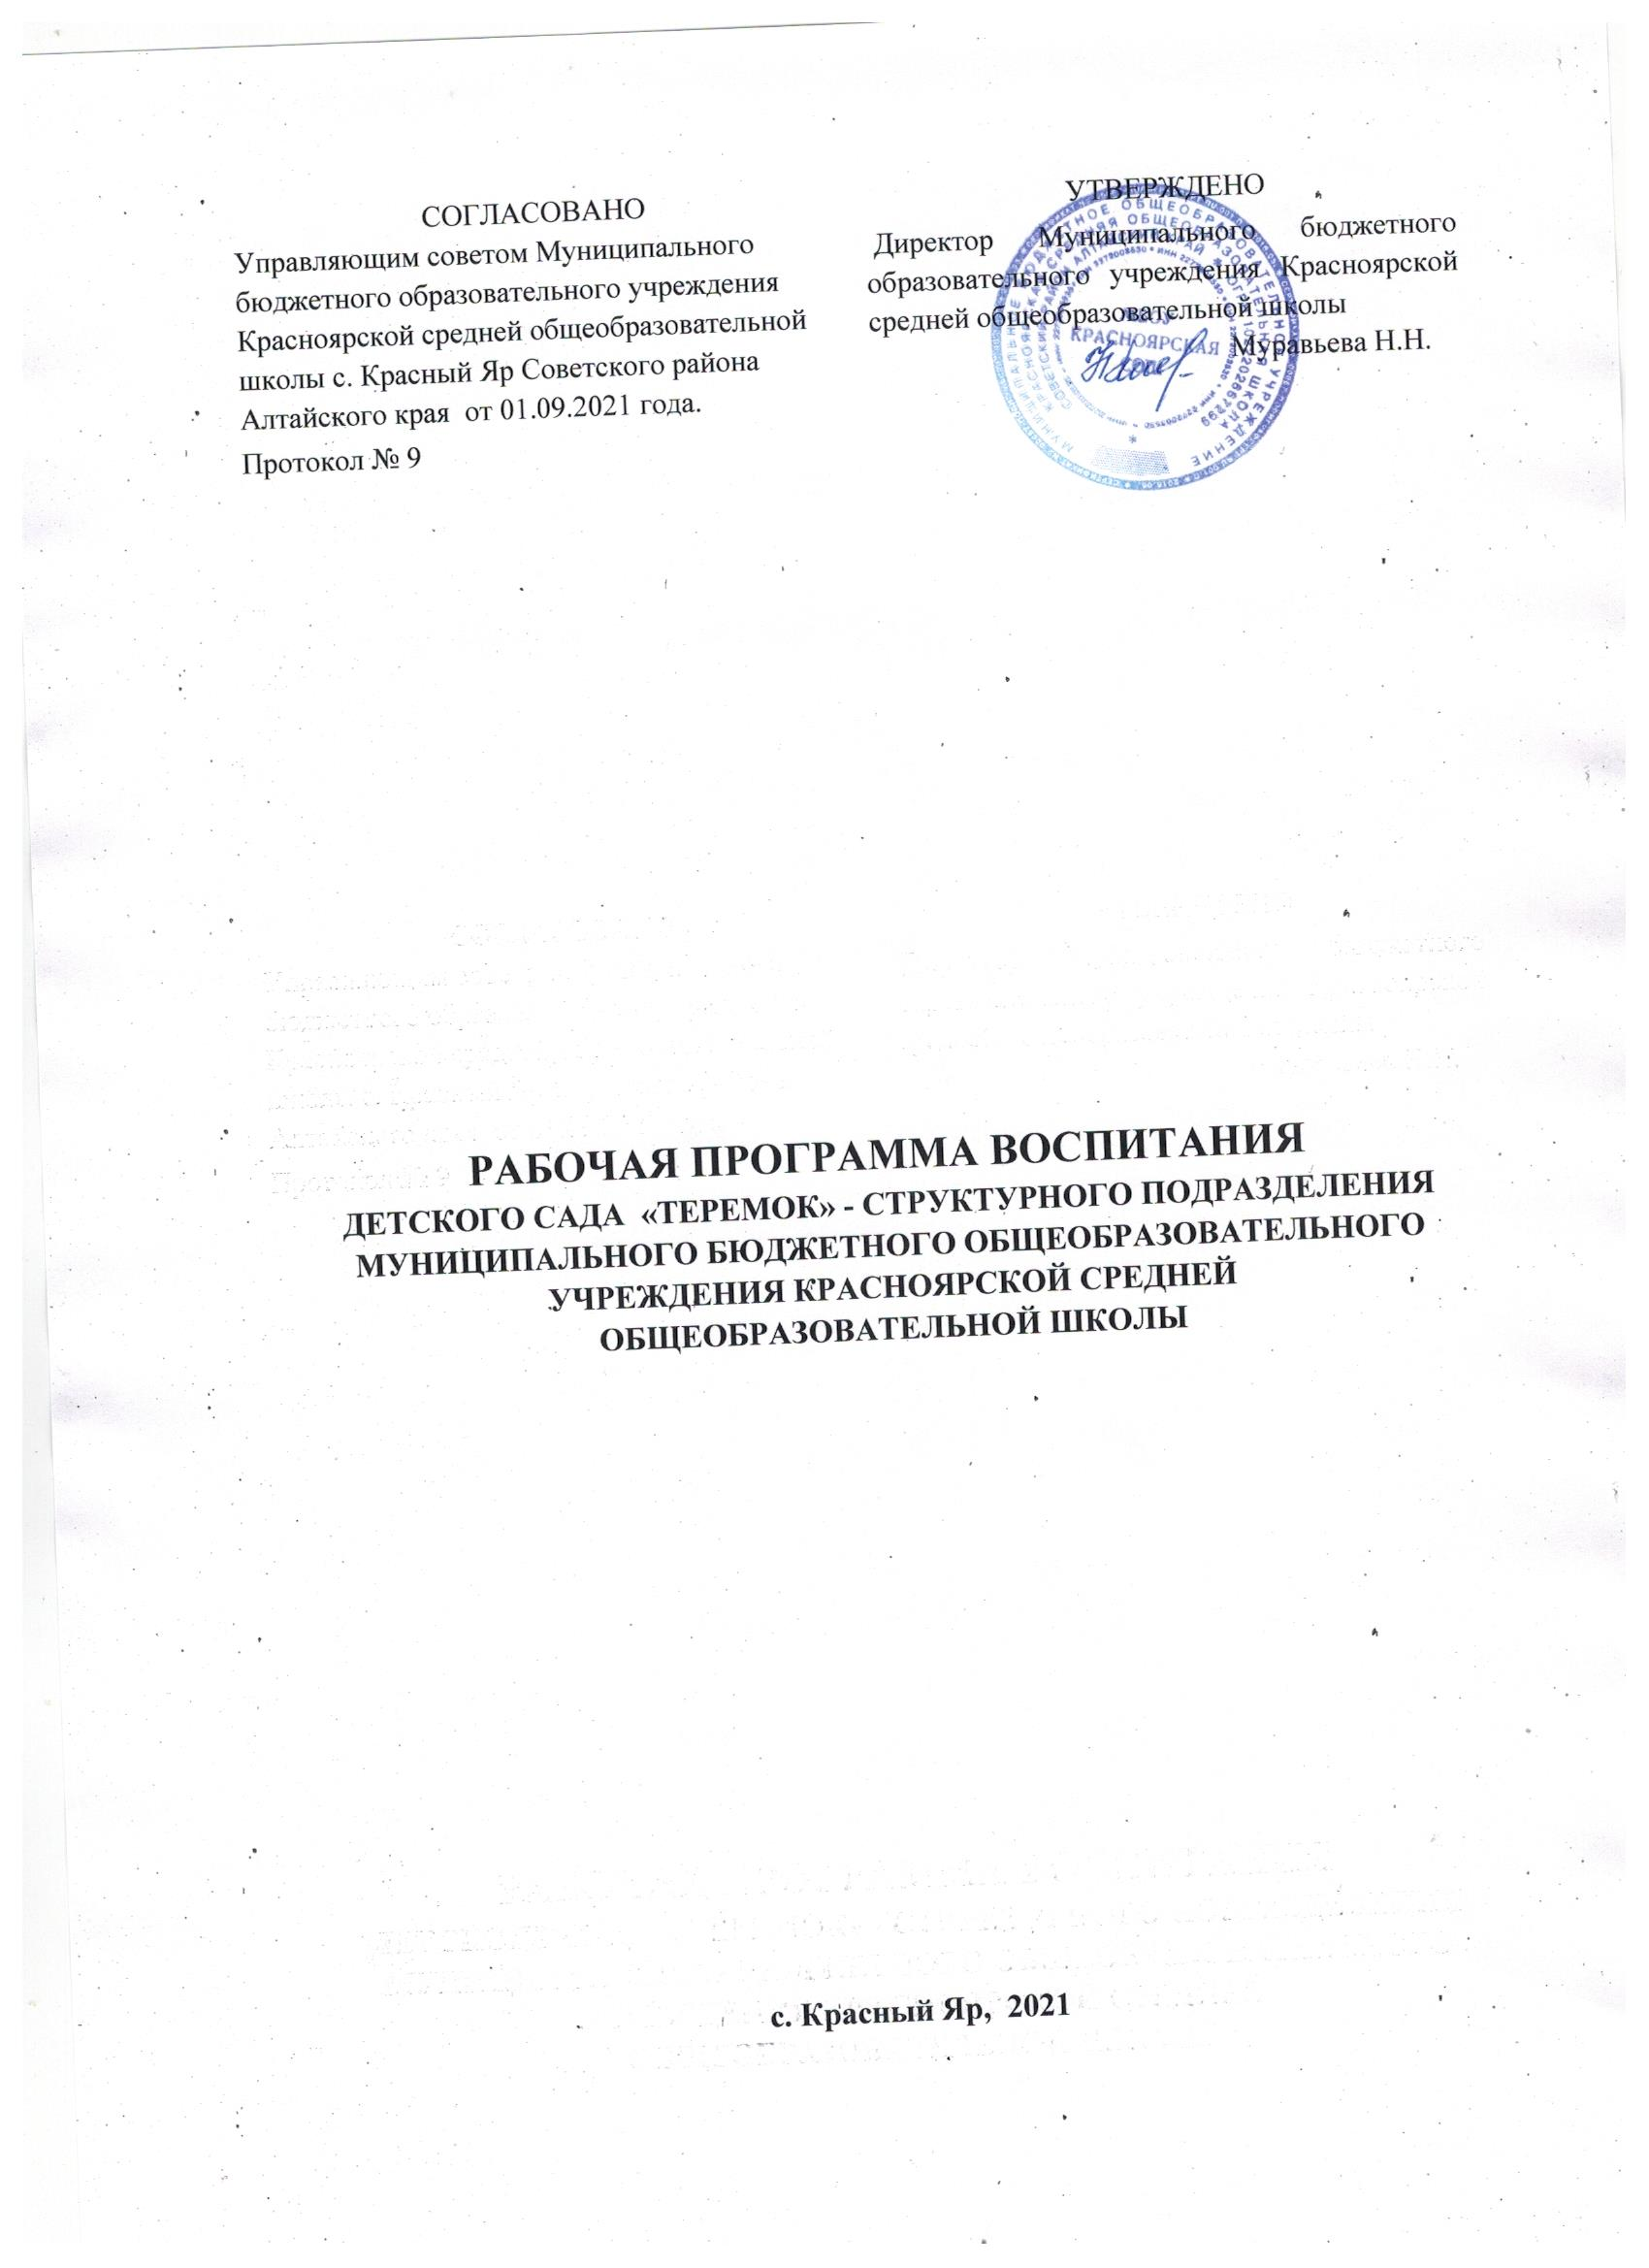 СОГЛАСОВАНО
Управляющим советом Муниципального
бюджетного образовательного учреждения
Красноярской средней общеобразовательной
школы с. Красный Яр Советского района
Алтайского края от 01.09.2021 года.
Протокол № 9
УТВЕРЖДЕНО
Директор Муниципального бюджетного
образовательного учреждения Красноярской
средней общеобразовательной школы
Муравьева Н.Н.
КРАСНОЯРСКАЯ
РАБОЧАЯ ПРОГРАММА ВОСПИТАНИЯ
ДЕТСКОГО САДА «ТЕРЕМОК» - СТРУКТУРНОГО ПОДРАЗДЕЛЕНИЯ
МУНИЦИПАЛЬНОГО БЮДЖЕТНОГО ОБЩЕОБРАЗОВАТЕЛЬНОГО
УЧРЕЖДЕНИЯ КРАСНОЯРСКОЙ СРЕДНЕЙ
ОБЩЕОБРАЗОВАТЕЛЬНОЙ ШКОЛЫ
с. Красный Яр, 2021